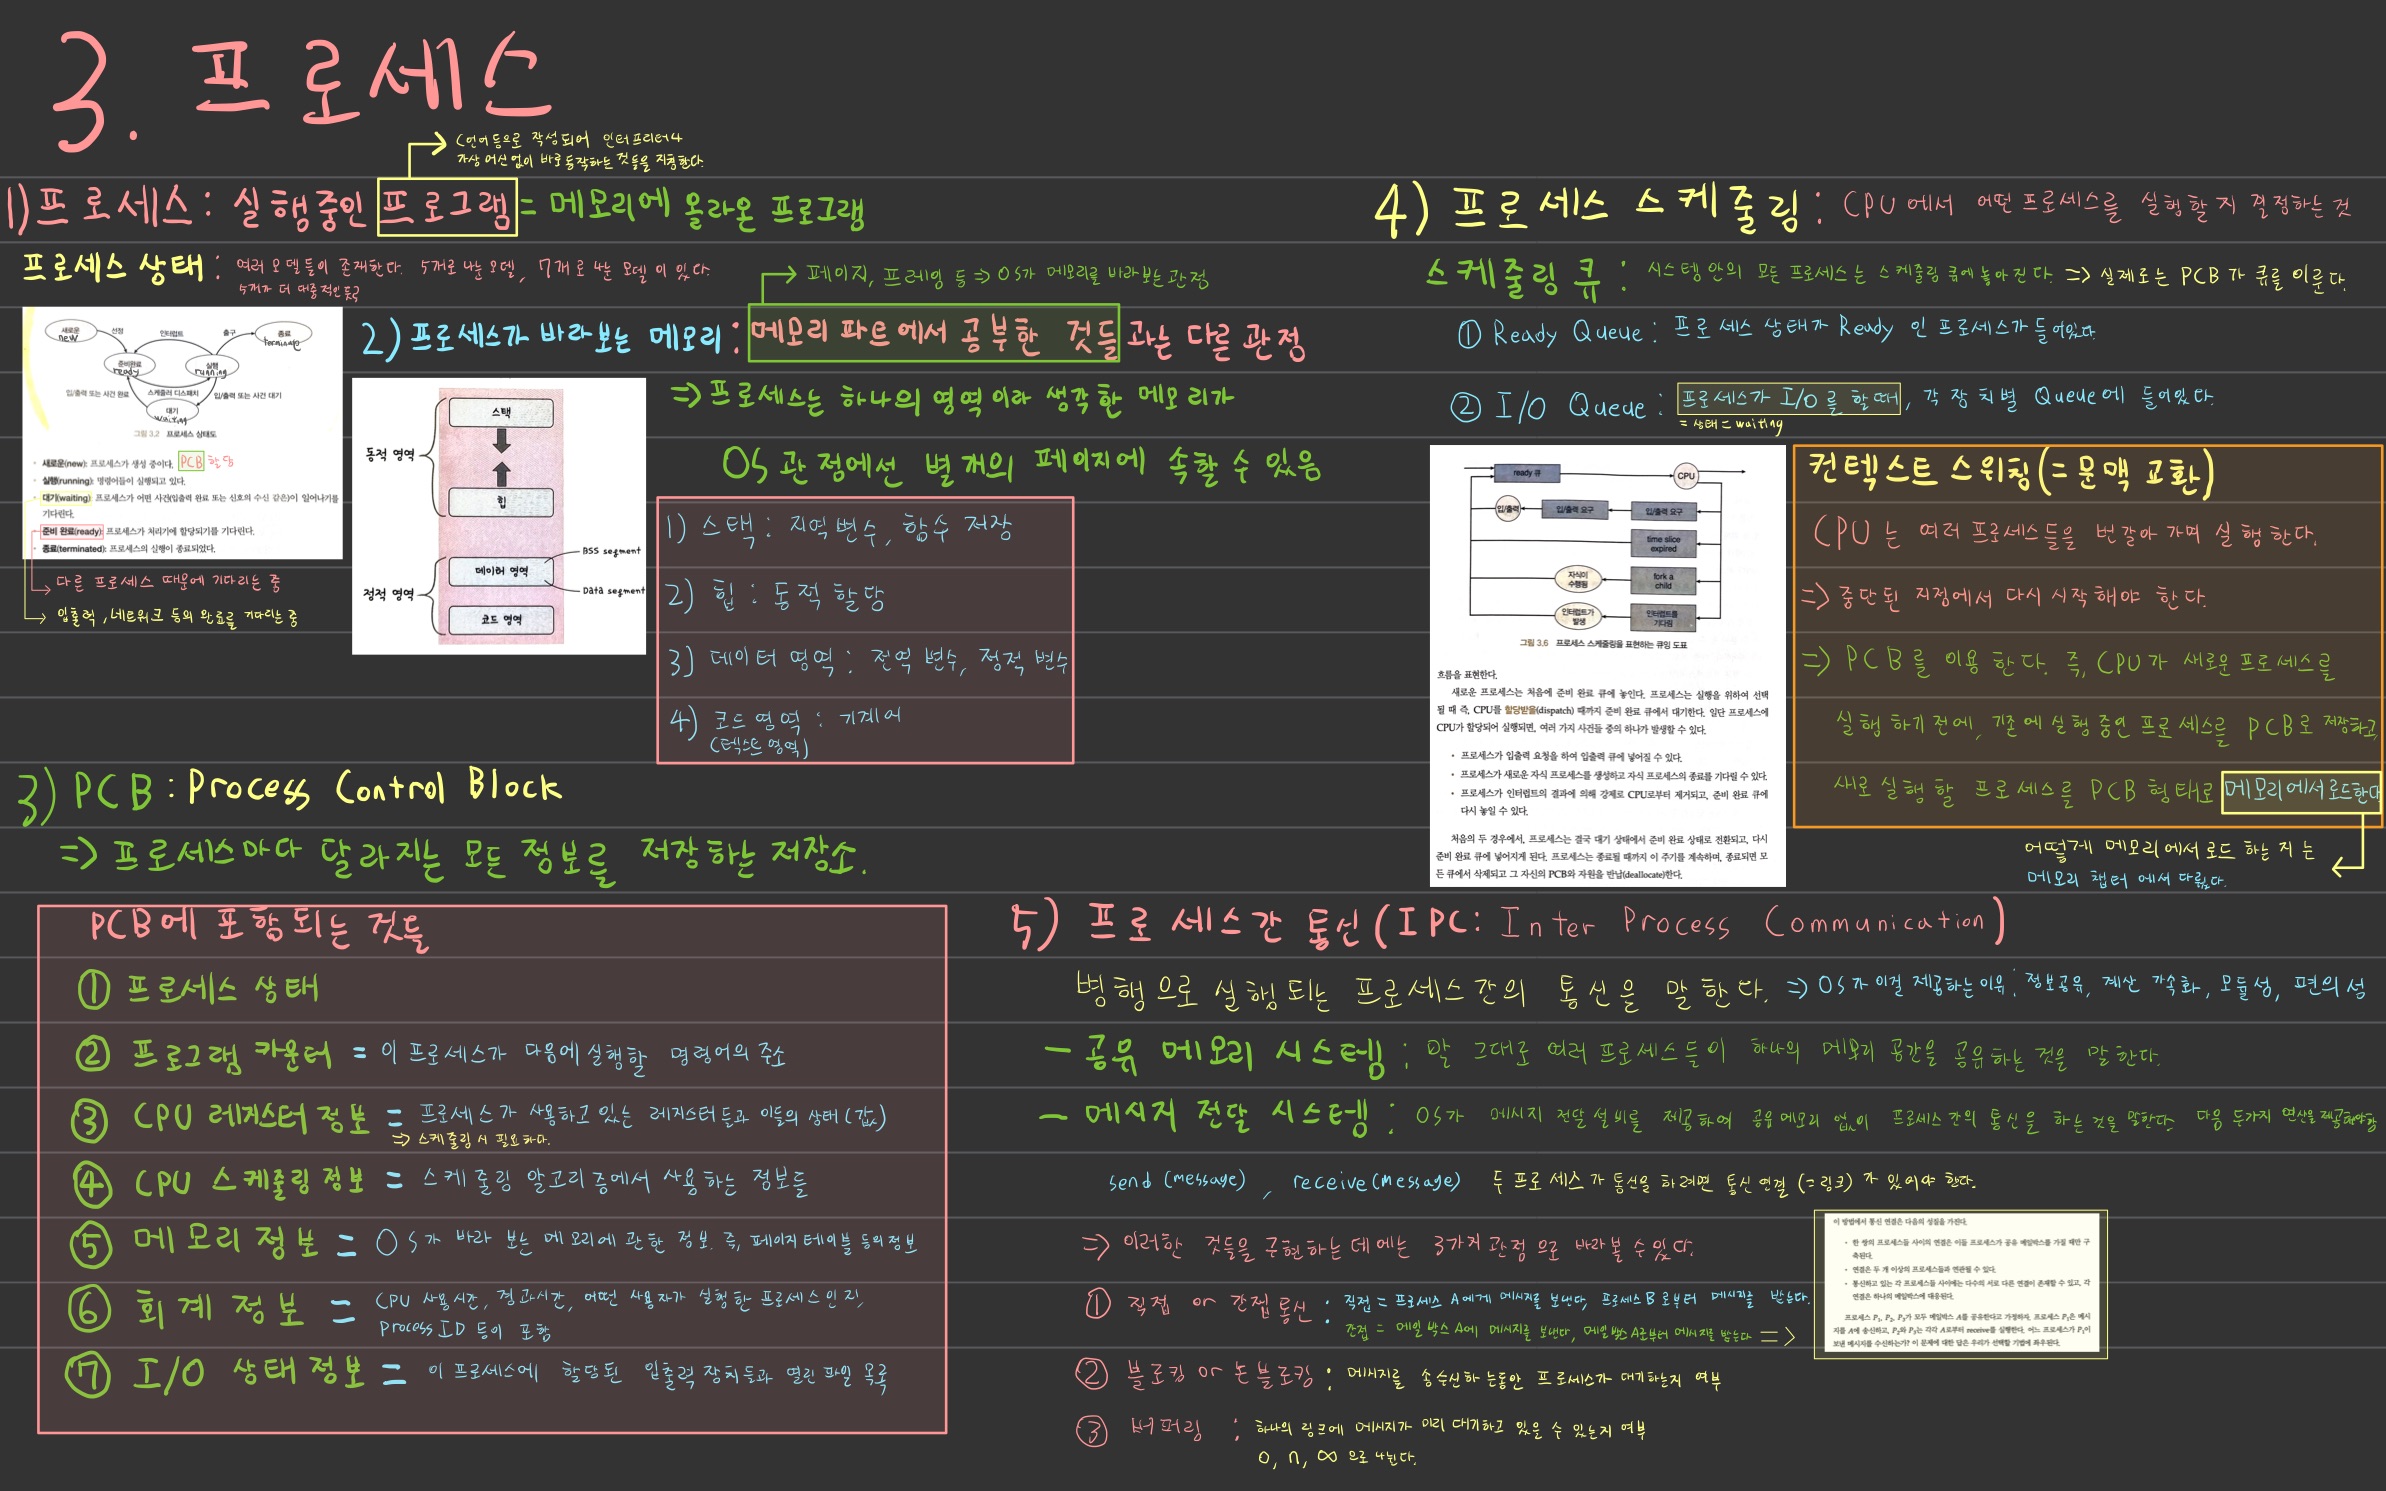 3. 프로세스
C언어등으로 작성되어 인터프리터나
가상 머신 없이 바로 동작하는 것들을 지칭한다.
1) 프로세스 : 실행중인 프로그램 = 메모리에 올라온 프로그램
프로세스 상태 : 여러 모델들이 존재한다. 5개로 나눈 모델, 7개로 나눈 모델이 있다.
5개가 더 대중적인듯?
새로운
new
선정
인터럽트
출구
종료
terminate
준비완료
ready
실행
running
입/출력 또는 사건 완료
스케줄러 디스패치
입/출력 또는 사건 대기
대기
waiting
그림 3.2 프로세스 상태도
• 새로운(new): 프로세스가 생성 중이다. PCB 할당
• 실행(running): 명령어들이 실행되고 있다.
• 대기(waiting): 프로세스가 어떤 사건(입출력 완료 또는 신호의 수신 같은)이 일어나기를
기다린다.
• 준비 완료(ready): 프로세스가 처리기에 할당되기를 기다린다.
• 종료(terminated): 프로세스의 실행이 종료되었다.
다른 프로세스 때문에 기다리는 중
입출력, 네트워크 등의 완료를 기다리는 중
페이지, 프레임 등 => OS가 메모리를 바라보는 관점
2) 프로세스가 바라보는 메모리 : 메모리 파트에서 공부한 것들과는 다른 관점
=> 프로세스는 하나의 영역이라 생각한 메모리가
OS 관점에선 별개의 페이지에 속할 수 있음
동적 영역
스택
힙
정적 영역
데이터 영역
코드 영역
BSS segment
Data segment
1) 스택 : 지역변수, 함수 저장
2) 힙 : 동적 할당
3) 데이터 영역 : 전역 변수, 정적 변수
4) 코드 영역 : 기계어
(텍스트 영역)
3) PCB : Process Control Block
=> 프로세스마다 달라지는 모든 정보를 저장하는 저장소.
PCB에 포함되는 것들
① 프로세스 상태
② 프로그램 카운터 = 이 프로세스가 다음에 실행할 명령어의 주소
③ CPU 레지스터 정보 = 프로세스가 사용하고 있는 레지스터들과 이들의 상태(값)
=> 스케줄링 시 필요하다.
④ CPU 스케줄링 정보 = 스케줄링 알고리즘에서 사용하는 정보들
⑤ 메모리 정보 = OS가 바라 보는 메모리에 관한 정보. 즉, 페이지 테이블 등의 정보
⑥ 회계 정보 = CPU 사용시간, 경과시간, 어떤 사용자가 실행한 프로세스인지,
Process ID 등이 포함
⑦ I/O 상태 정보 = 이 프로세스에 할당된 입출력 장치들과 열린 파일 목록
4) 프로세스 스케줄링 : CPU에서 어떤 프로세스를 실행할지 결정하는 것
스케줄링 큐 : 시스템 안의 모든 프로세스는 스케줄링 큐에 놓아진다. => 실제로는 PCB가 큐를 이룬다.
① Ready Queue : 프로세스 상태가 Ready 인 프로세스가 들어있다.
② I/O Queue : 프로세스가 I/O를 할때, 각 장치별 Queue에 들어있다.
= 상태 = waiting
ready 큐
CPU
입/출력
입/출력 요구
입/출력 요구
time slice
expired
자식이
수행됨
fork a
child
인터럽트가
발생
인터럽트를
기다림
그림 3.6 프로세스 스케줄링을 표현하는 큐잉 도표
흐름을 표현한다.
새로운 프로세스는 처음에 준비 완료 큐에 놓인다. 프로세스는 실행을 위하여 선택
될 때 즉, CPU를 할당받을(dispatch) 때까지 준비 완료 큐에서 대기한다. 일단 프로세스에
CPU가 할당되어 실행되면, 여러 가지 사건들 중의 하나가 발생할 수 있다.
• 프로세스가 입출력 요청을 하여 입출력 큐에 넣어질 수 있다.
• 프로세스가 새로운 자식 프로세스를 생성하고 자식 프로세스의 종료를 기다릴 수 있다.
• 프로세스가 인터럽트의 결과에 의해 강제로 CPU로부터 제거되고, 준비 완료 큐에
다시 놓일 수 있다.
처음의 두 경우에서, 프로세스는 결국 대기 상태에서 준비 완료 상태로 전환되고, 다시
준비 완료 큐에 넣어지게 된다. 프로세스는 종료될 때까지 이 주기를 계속하며, 종료되면 모
든 큐에서 삭제되고 그 자신의 PCB와 자원을 반납(deallocate)한다.
컨텍스트 스위칭(=문맥 교환)
CPU는 여러 프로세스들을 번갈아 가며 실행한다.
=> 중단된 지점에서 다시 시작해야 한다.
=> PCB를 이용한다. 즉, CPU가 새로운 프로세스를
실행하기 전에, 기존에 실행중인 프로세스를 PCB로 저장하고,
새로 실행할 프로세스를 PCB 형태로 메모리에서 로드한다
어떻게 메모리에서 로드 하는지는
메모리 챕터에서 다룬다.
5) 프로세스간 통신 (IPC : Inter Process Communication)
병행으로 실행되는 프로세스간의 통신을 말한다. => OS가 이걸 제공하는 이유 : 정보공유, 계산 가속화, 모듈성, 편의성
- 공유 메모리 시스템 : 말 그대로 여러 프로세스들이 하나의 메모리 공간을 공유하는 것을 말한다.
- 메시지 전달 시스템 : OS가 메시지 전달 설비를 제공하여 공유 메모리 없이 프로세스 간의 통신을 하는 것을 말한다. 다음 두가지 연산을 제공해야함
send (message) , receive (message) 두 프로세스가 통신을 하려면 통신 연결 (=링크) 가 있어야 한다.
=> 이러한 것들을 구현하는 데에는 3가지 관점으로 바라볼 수 있다.
① 직접 or 간접통신 : 직접 = 프로세스 A에게 메시지를 보낸다, 프로세스 B로부터 메시지를 받는다.
간접 = 메일박스 A에 메시지를 보낸다, 메일박스 A로부터 메시지를 받는다 =>
이 방법에서 통신 연결은 다음의 성질을 가진다.
• 한 쌍의 프로세스들 사이의 연결은 이들 프로세스가 공유 메일박스를 가질 때만 구
축된다.
• 연결은 두 개 이상의 프로세스들과 연관될 수 있다.
• 통신하고 있는 각 프로세스들 사이에는 다수의 서로 다른 연결이 존재할 수 있고, 각
연결은 하나의 메일박스에 대응된다.
프로세스 P₁, P₂, P₃가 모두 메일박스 A를 공유한다고 가정하자. 프로세스 P₁은 메시
지를 A에 송신하고, P₂와 P₃는 각각 A로부터 receive를 실행한다. 어느 프로세스가 P₁이
보낸 메시지를 수신하는가? 이 문제에 대한 답은 우리가 선택할 기법에 좌우된다.
② 블로킹 or 논블로킹 : 메시지를 송수신하는동안 프로세스가 대기하는지 여부
③ 버퍼링 : 하나의 링크에 메시지가 미리 대기하고 있을 수 있는지 여부
0, n, ∞ 으로 나뉜다.